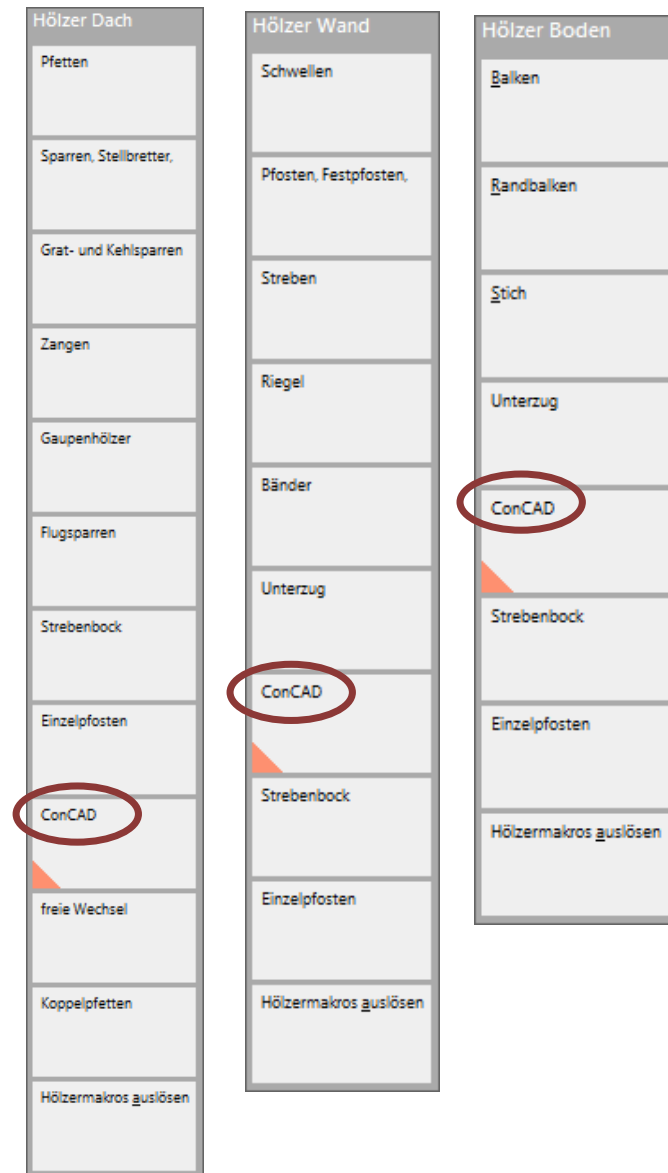 Hölzer Dach
Pfetten
Sparren, Stellbretter,
Grat- und Kehlsparren
Zangen
Gaupenhölzer
Flugsparren
Strebenbock
Einzelpfosten
ConCAD
freie Wechsel
Koppelpfetten
Hölzermakros auslösen
Hölzer Wand
Schwellen
Pfosten, Festpfosten,
Streben
Riegel
Bänder
Unterzug
ConCAD
Strebenbock
Einzelpfosten
Hölzermakros auslösen
Hölzer Boden
Balken
Randbalken
Stich
Unterzug
ConCAD
Strebenbock
Einzelpfosten
Hölzermakros auslösen